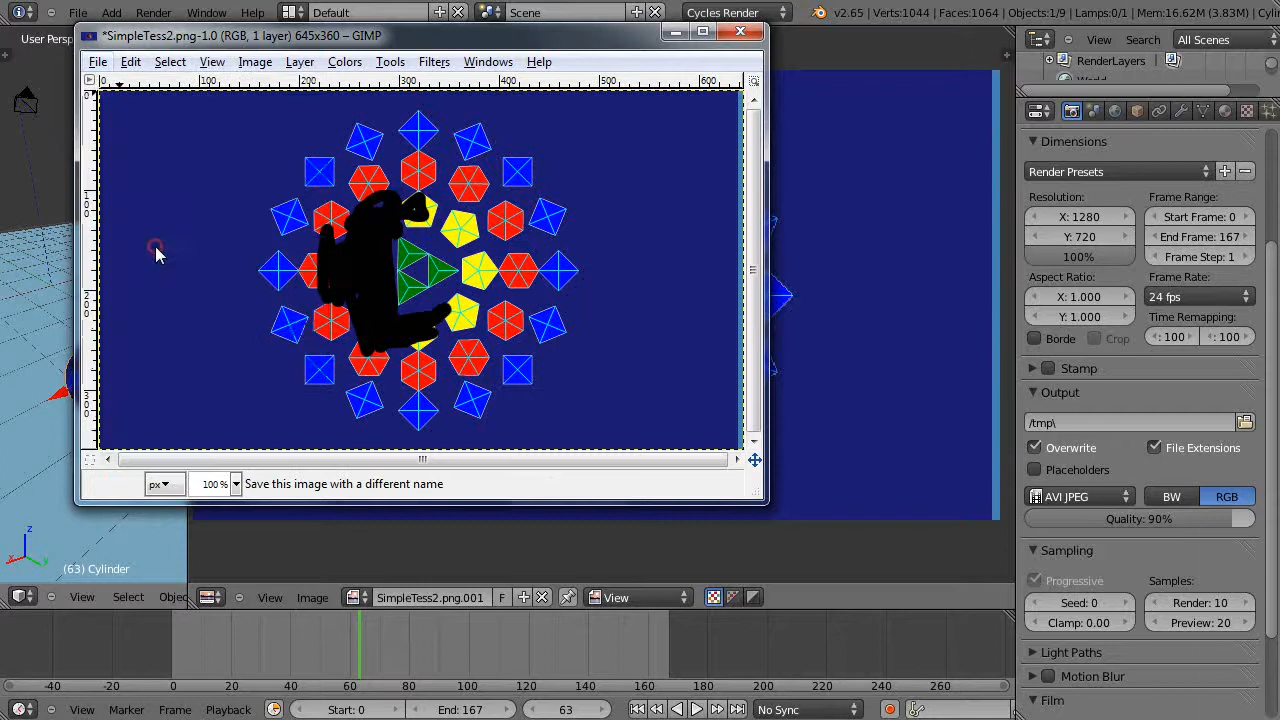 File Add Render Window Help Default Scene Cycles Render v2.65 | Verts:1044 | Faces:1064 | Objects:1/9 | Lamps:0/1 | Mem:16.62M (3.83M) | Cylinder
User Persp
*SimpleTess2.png-1.0 (RGB, 1 layer) 645x360 – GIMP
File Edit Select View Image Layer Colors Tools Filters Windows Help
0 100 200 300 400 500 600
0
100
200
300
px 100 % Save this image with a different name
(63) Cylinder
z
x y
View Select Object
View Image SimpleTess2.png.001 F View
-40 -20 0 20 40 60 80 100 120 140 160 180 200 220 240 260
View Marker Frame Playback Start: 0 End: 167 63 No Sync
View Search All Scenes
RenderLayers
World
Dimensions
Render Presets
Resolution: Frame Range:
X: 1280 Start Frame: 0
Y: 720 End Frame: 167
100% Frame Step: 1
Aspect Ratio: Frame Rate:
X: 1.000 24 fps
Y: 1.000 Time Remapping:
Borde Crop : 100 : 100
Stamp
Output
/tmp\
Overwrite File Extensions
Placeholders
AVI JPEG BW RGB
Quality: 90%
Sampling
Progressive Samples:
Seed: 0 Render: 10
Clamp: 0.00 Preview: 20
Light Paths
Motion Blur
Film